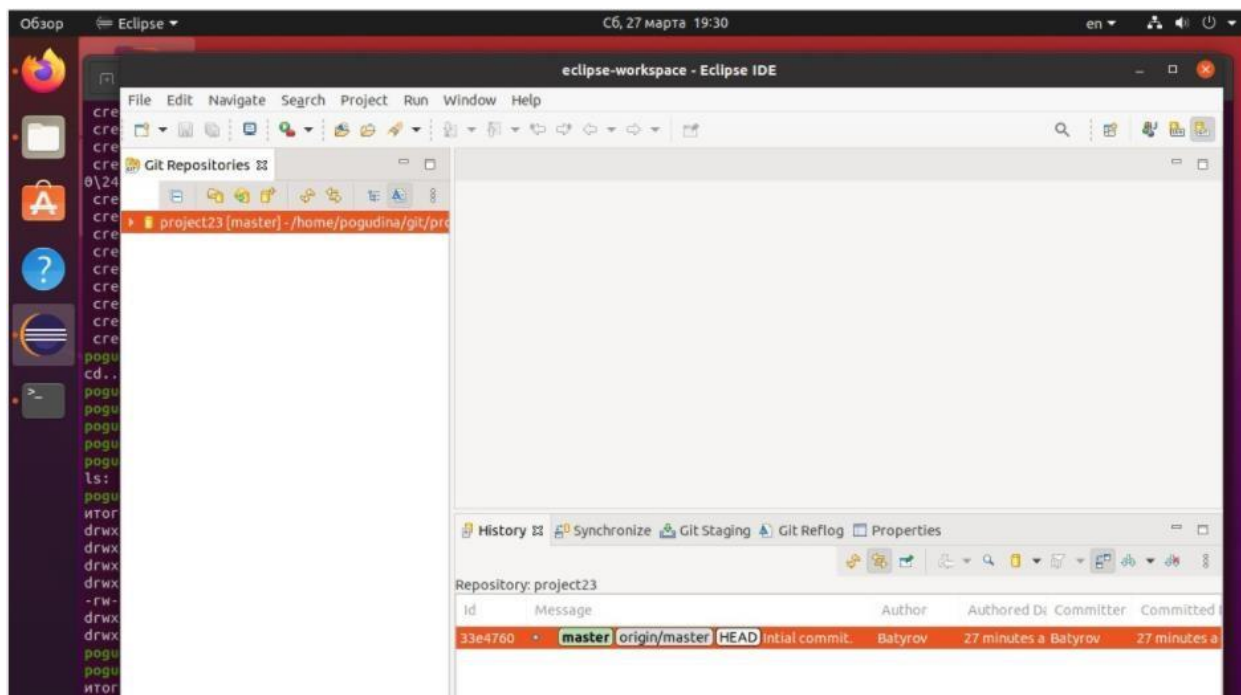 Обзор Eclipse Сб, 27 марта 19:30 en
eclipse-workspace - Eclipse IDE
File Edit Navigate Search Project Run Window Help
Git Repositories
project23 [master] - /home/pogudina/git/pro
cre
cre
cre
cre
0\24
cre
cre
cre
cre
cre
cre
cre
cre
cre
pogu
cd..
pogu
pogu
pogu
pogu
pogu
ls:
pogu
итог
drwx
drwx
drwx
drwx
-rw-
drwx
drwx
pogu
pogu
итог
History Synchronize Git Staging Git Reflog Properties
Repository: project23
Id Message Author Authored Da Committer Committed
33e4760 master origin/master HEAD Intial commit. Batyrov 27 minutes a Batyrov 27 minutes a